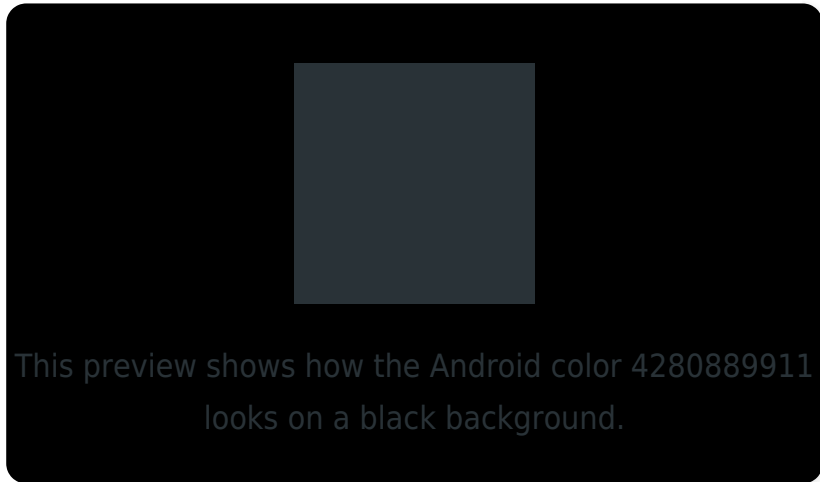 This preview shows how the Android color 4280889911
looks on a black background.